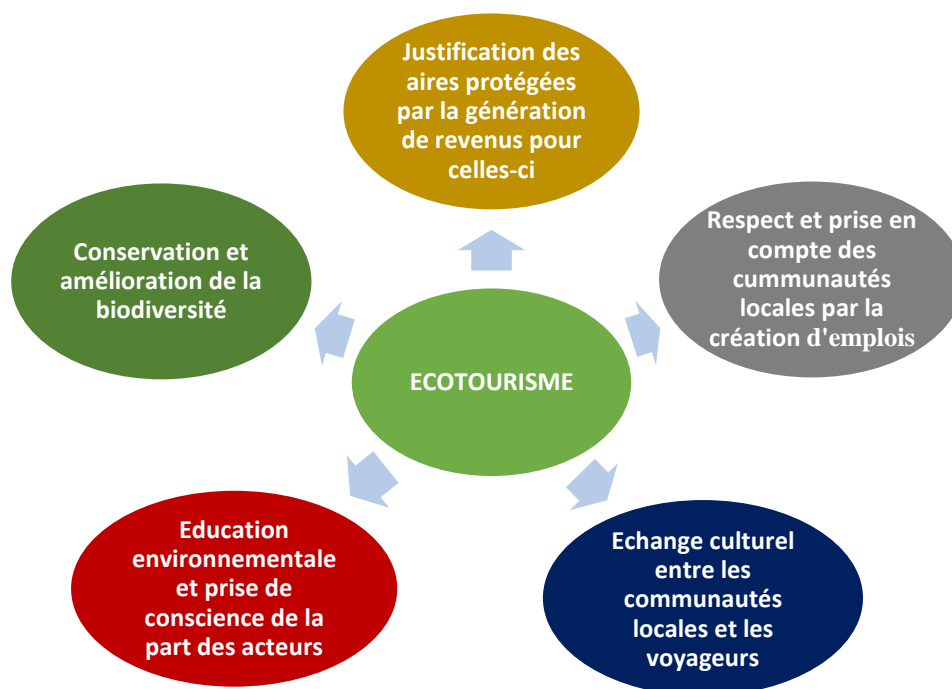 Justification des
aires protégées
par la génération
de revenus pour
celles-ci
Respect et prise en
compte des
cummunautés
locales par la
création d'emplois
Conservation et
amélioration de la
biodiversité
ECOTOURISME
Education
environnementale
et prise de
conscience de la
part des acteurs
Echange culturel
entre les
communautés
locales et les
voyageurs